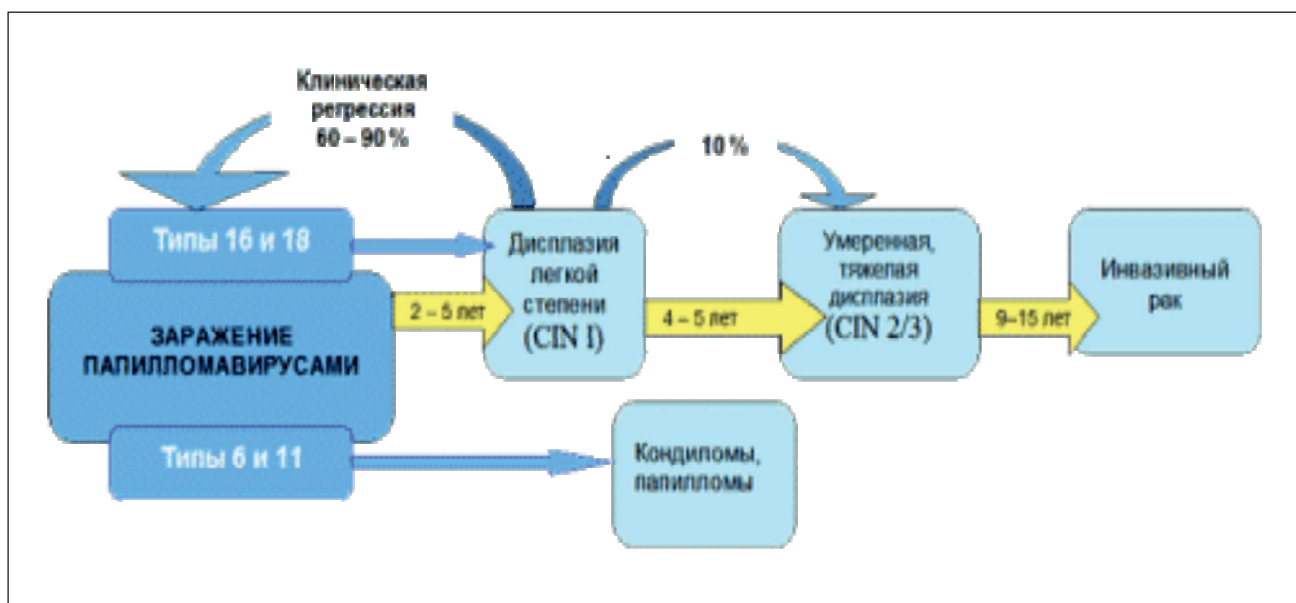 Клиническая
регрессия
60 – 90 %
10 %
Типы 16 и 18
ЗАРАЖЕНИЕ
ПАПИЛЛОМАВИРУСАМИ
Типы 6 и 11
2 – 5 лет
Дисплазия
легкой
степени
(CIN I)
4 – 5 лет
Умеренная,
тяжелая
дисплазия
(CIN 2/3)
9–15 лет
Инвазивный
рак
Кондиломы,
папилломы